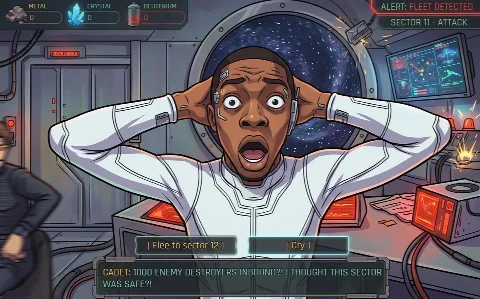 METAL
0
CRYSTAL
0
DEUTERIUM
0
ALERT: FLEET DETECTED
SECTOR 11 - ATTACK
[ Flee to sector 12 ]
[ Cry ]
CADET: 1000 ENEMY DESTROYERS INBOUND?! I THOUGHT THIS SECTOR
WAS SAFE?!